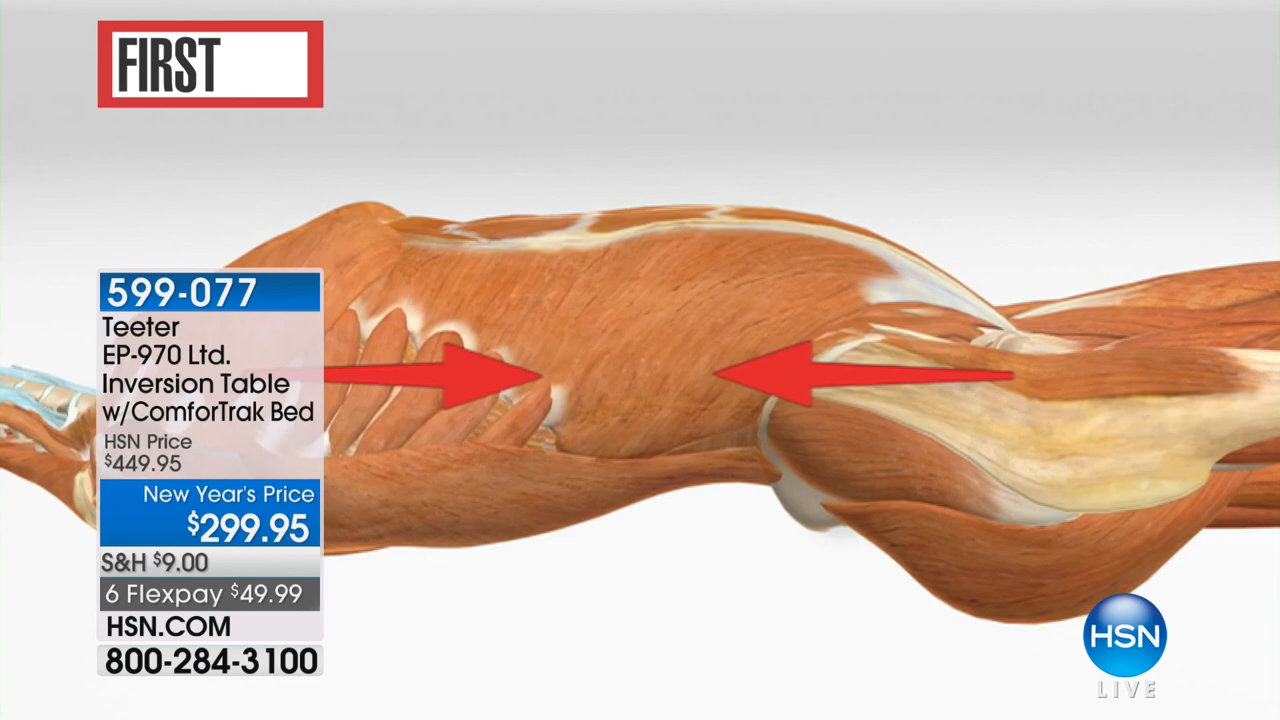 FIRST
599-077
Teeter
EP-970 Ltd.
Inversion Table
w/ComforTrak Bed
HSN Price
$449.95
New Year's Price
$299.95
S&H $9.00
6 Flexpay $49.99
HSN.COM
800-284-3100
HSN
LIVE